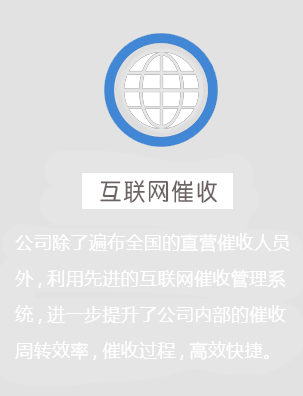 互联网催收
公司除了遍布全国的直营催收人员
外，利用先进的互联网催收管理系
统，进一步提升了公司内部的催收
周转效率，催收过程，高效快捷。